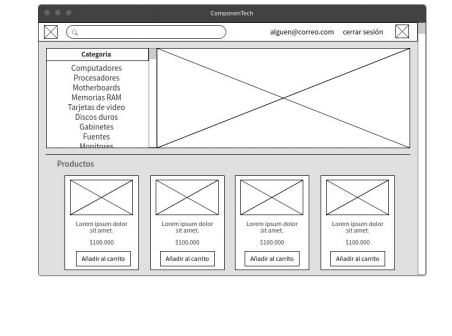 ComponenTech
alguen@correo.com cerrar sesión
Categoria
Computadores
Procesadores
Motherboards
Memorias RAM
Tarjetas de video
Discos duros
Gabinetes
Fuentes
Monitores
Productos
Lorem ipsum dolor
sit amet.
$100.000
Añadir al carrito
Lorem ipsum dolor
sit amet.
$100.000
Añadir al carrito
Lorem ipsum dolor
sit amet.
$100.000
Añadir al carrito
Lorem ipsum dolor
sit amet.
$100.000
Añadir al carrito